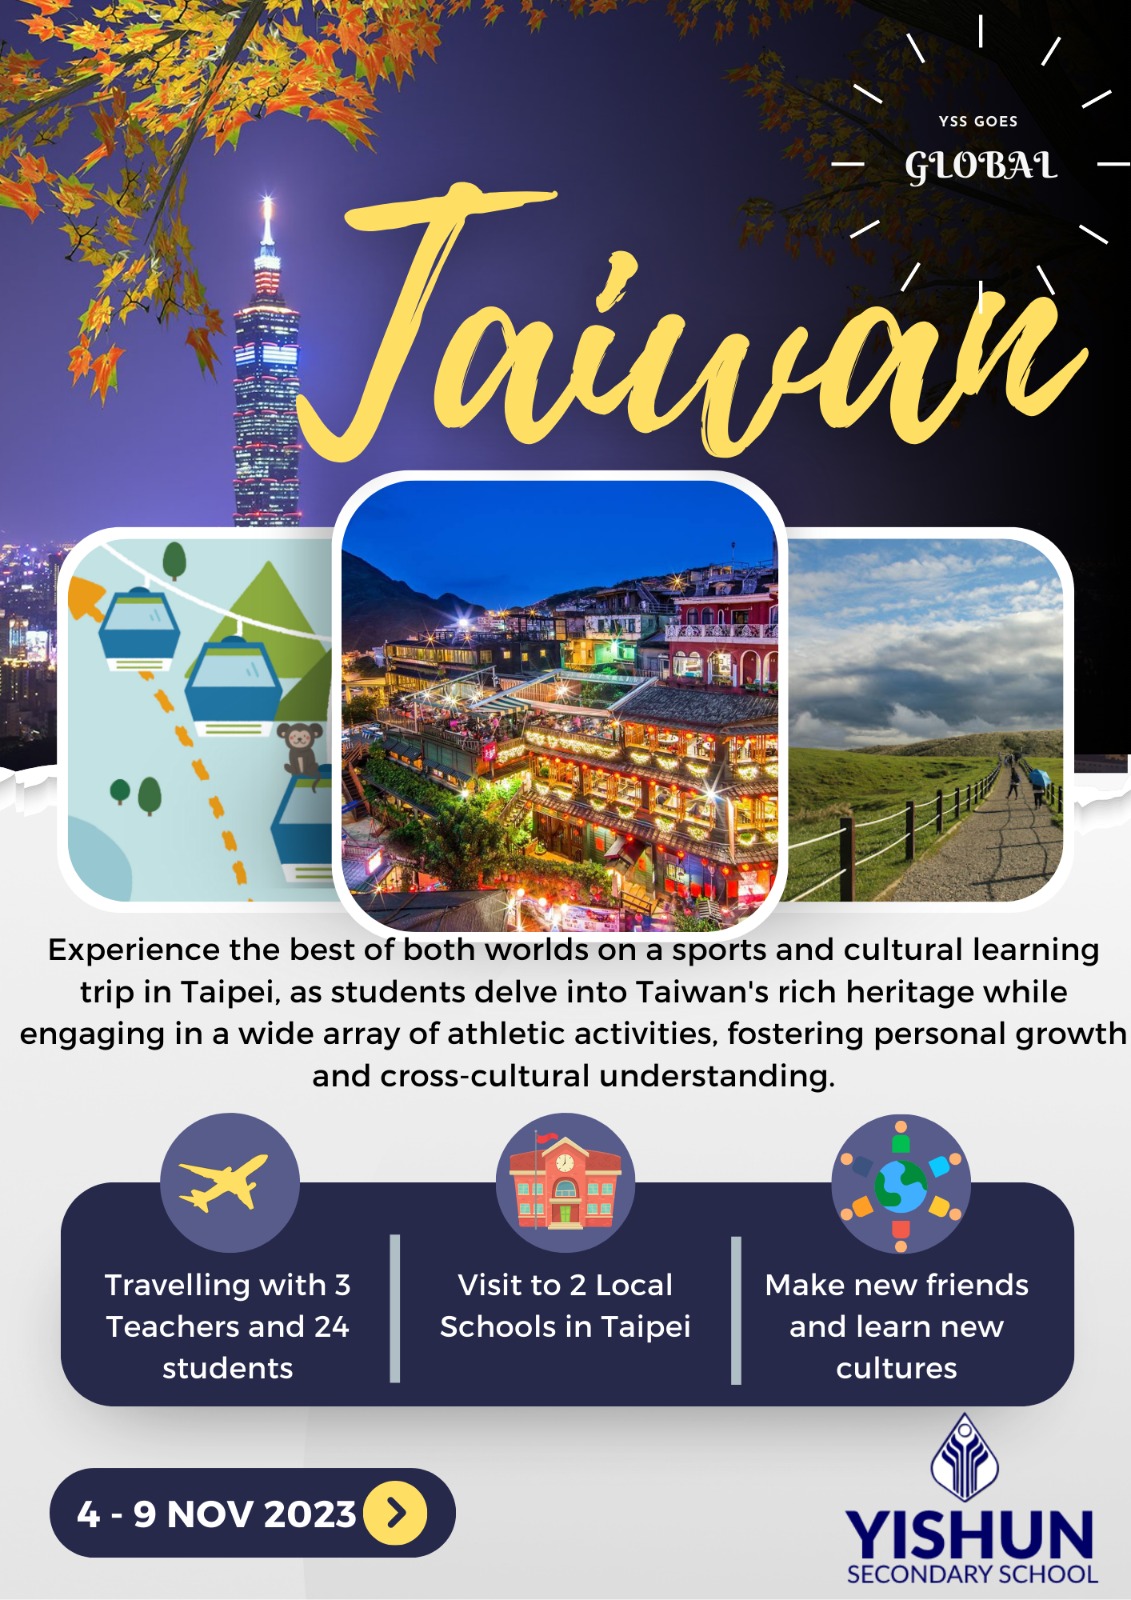 YSS GOES
GLOBAL
Taiwan
Experience the best of both worlds on a sports and cultural learning
trip in Taipei, as students delve into Taiwan's rich heritage while
engaging in a wide array of athletic activities, fostering personal growth
and cross-cultural understanding.
Travelling with 3
Teachers and 24
students
Visit to 2 Local
Schools in Taipei
Make new friends
and learn new
cultures
4 - 9 NOV 2023
YISHUN
SECONDARY SCHOOL